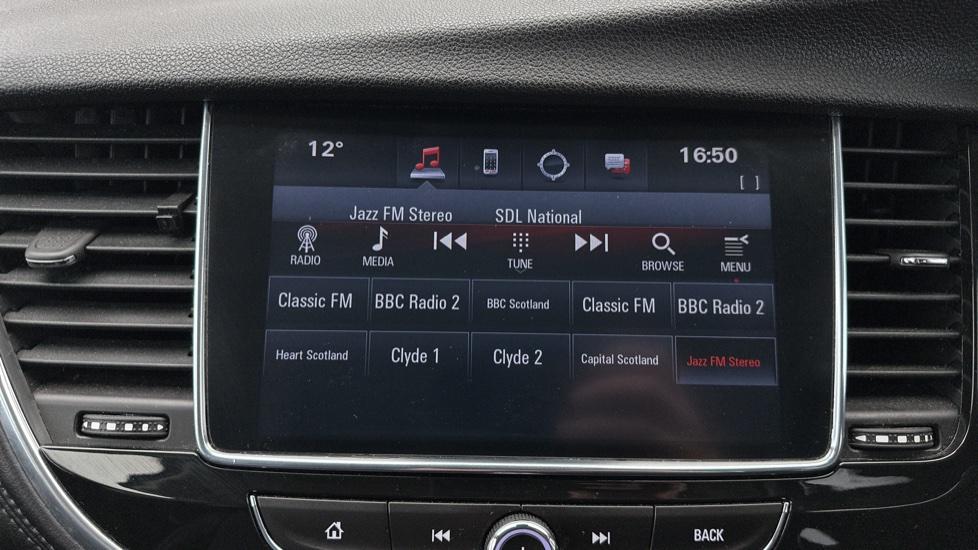 12° 16:50
[ ]
Jazz FM Stereo SDL National
RADIO MEDIA TUNE BROWSE MENU
Classic FM BBC Radio 2 BBC Scotland Classic FM BBC Radio 2
Heart Scotland Clyde 1 Clyde 2 Capital Scotland Jazz FM Stereo
BACK